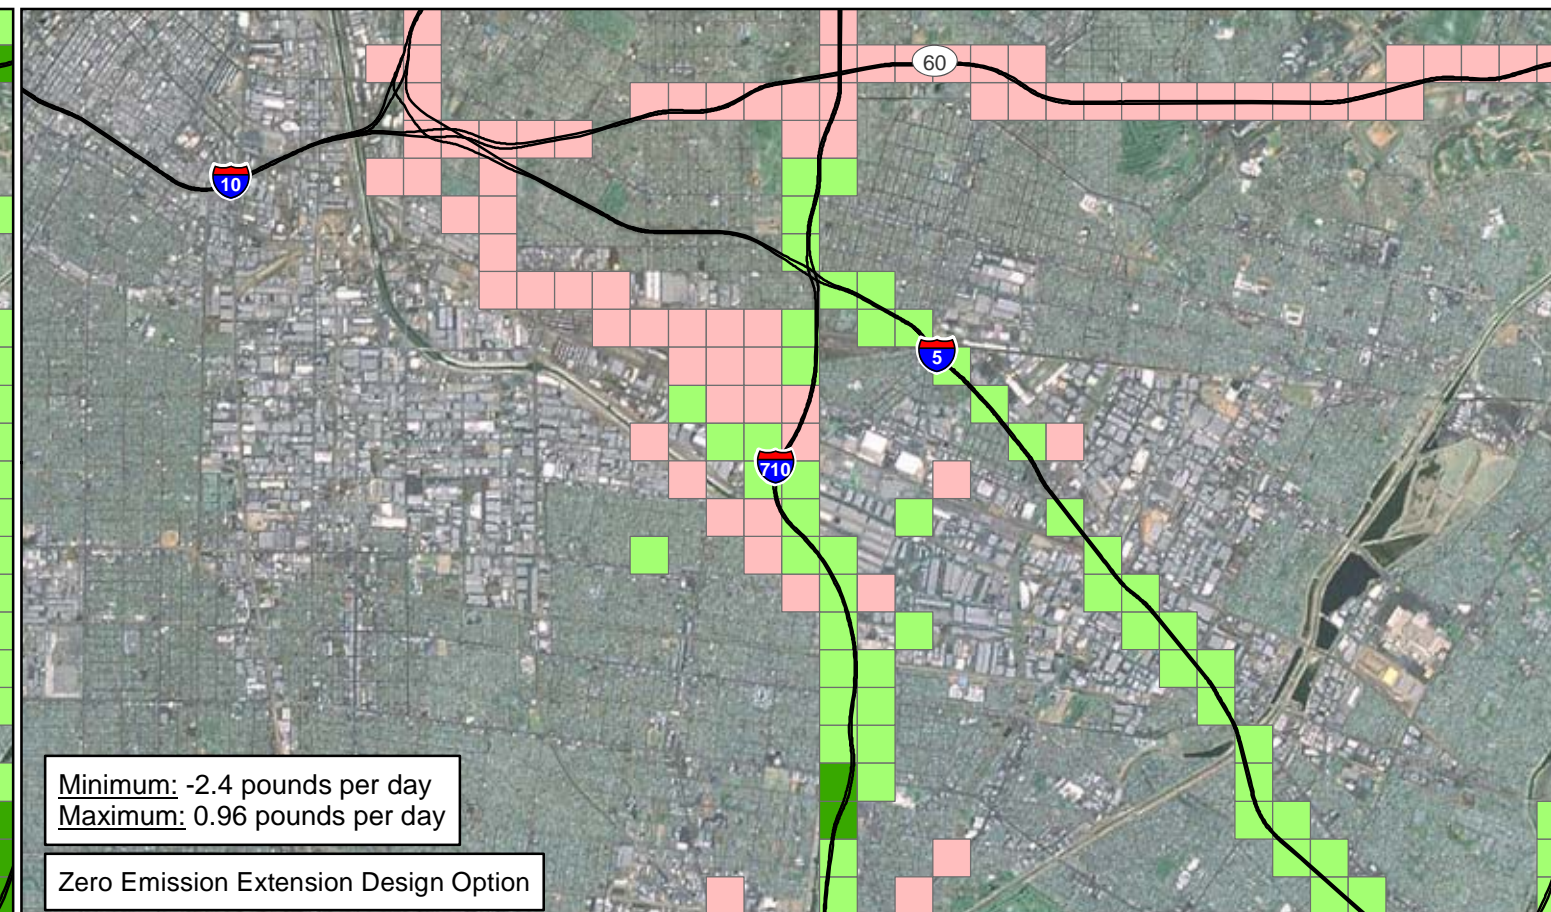 60
10
5
710
Minimum: -2.4 pounds per day
Maximum: 0.96 pounds per day
Zero Emission Extension Design Option